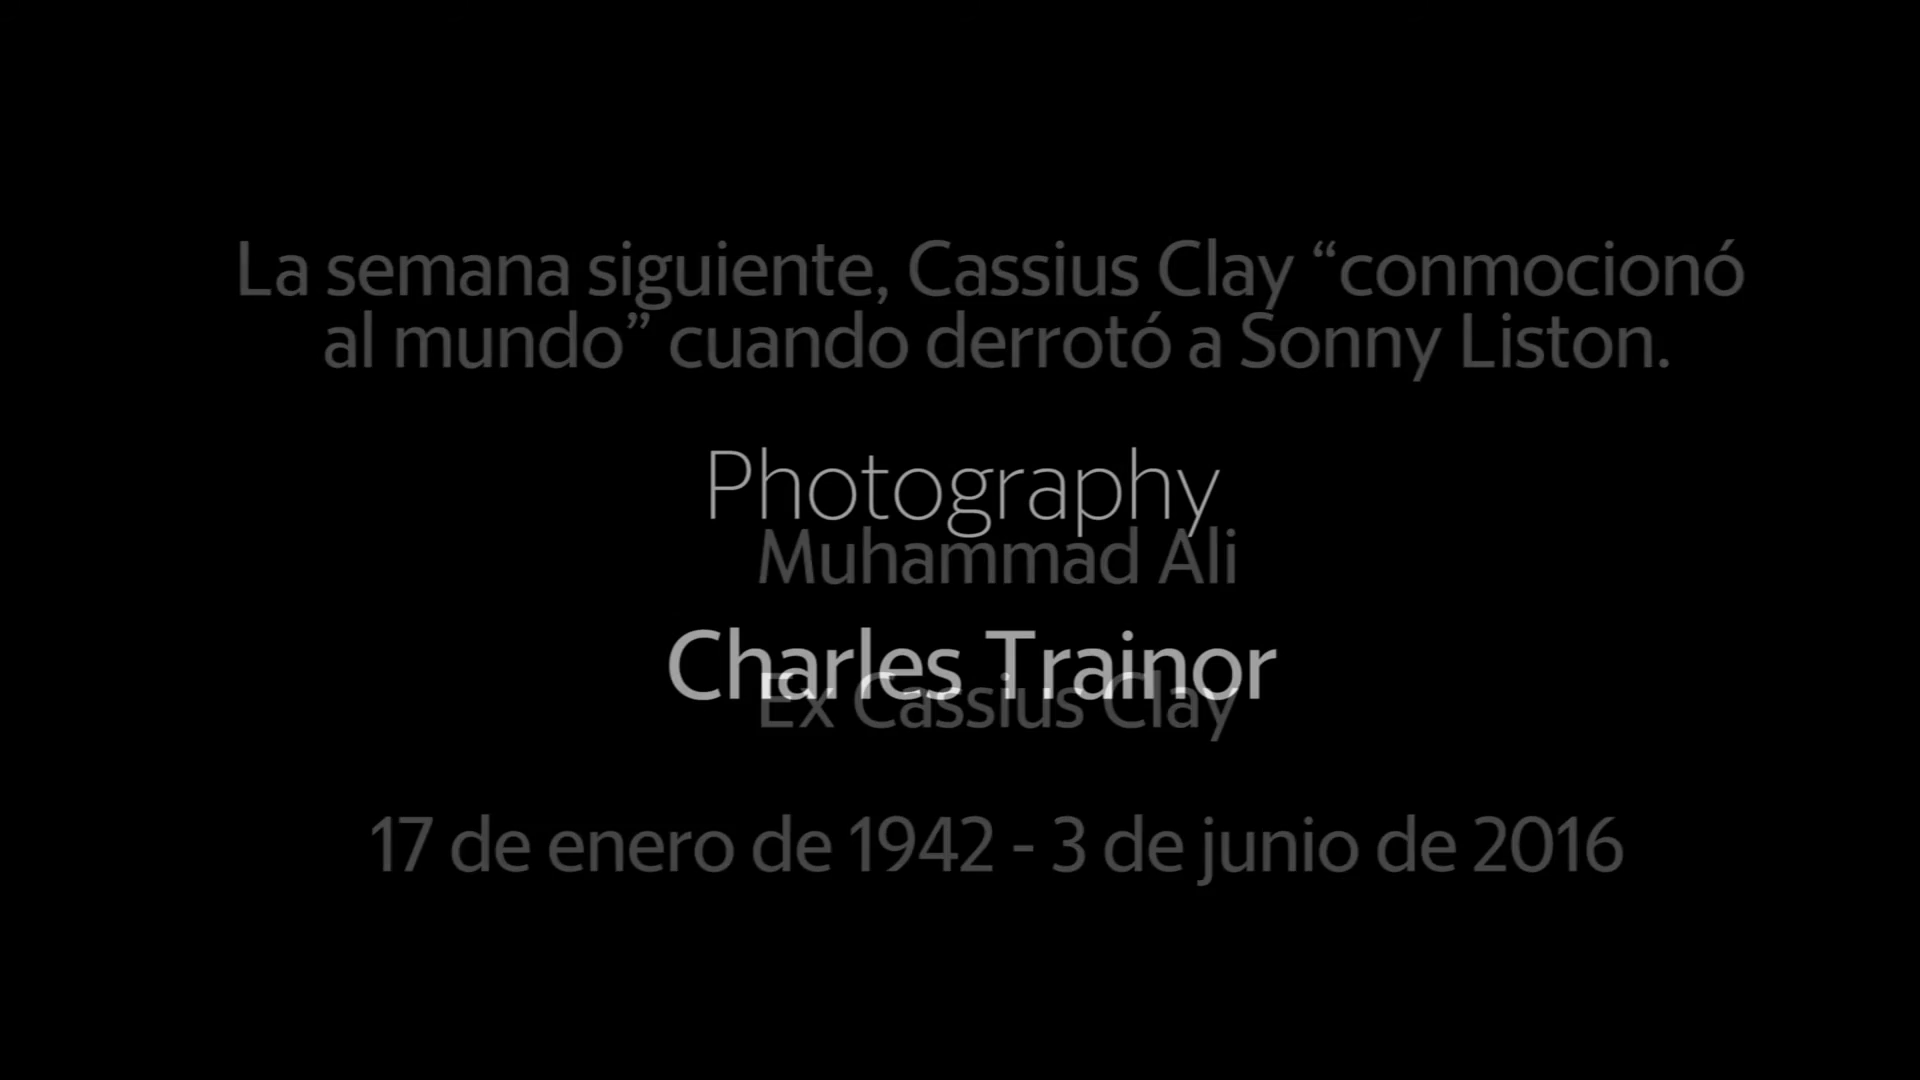 La semana siguiente, Cassius Clay “conmocionó
al mundo” cuando derrotó a Sonny Liston.
Photography
Muhammad Ali
Charles Trainor
Ex Cassius Clay
17 de enero de 1942 - 3 de junio de 2016